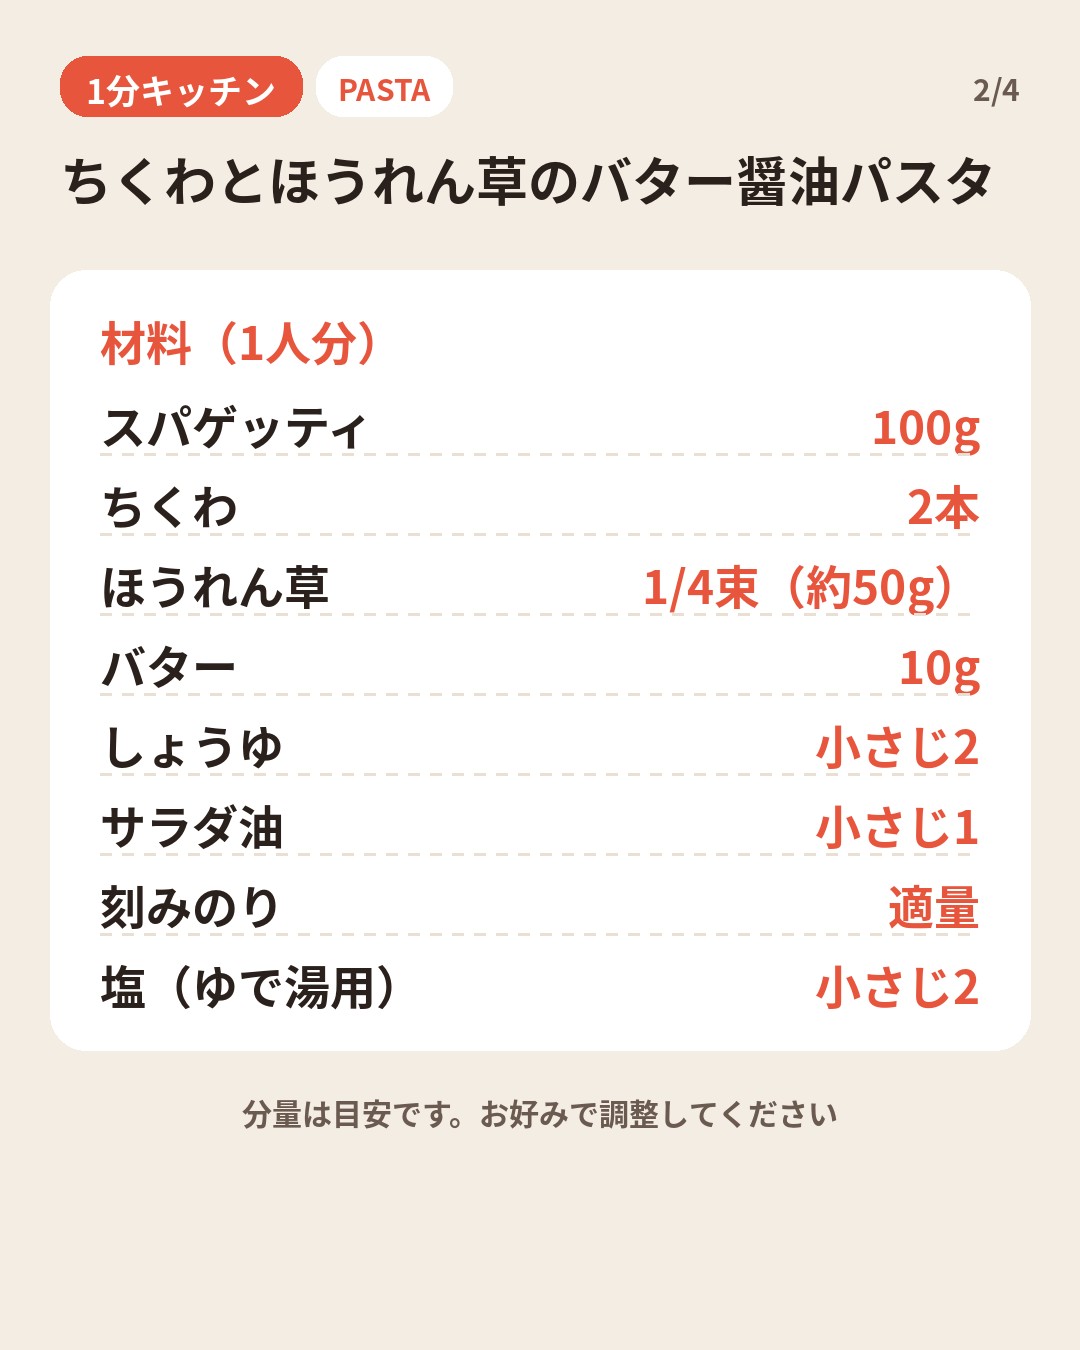 1分キッチン PASTA 2/4
ちくわとほうれん草のバター醤油パスタ
材料（1人分）
スパゲッティ 100g
ちくわ 2本
ほうれん草 1/4束（約50g）
バター 10g
しょうゆ 小さじ2
サラダ油 小さじ1
刻みのり 適量
塩（ゆで湯用） 小さじ2
分量は目安です。お好みで調整してください